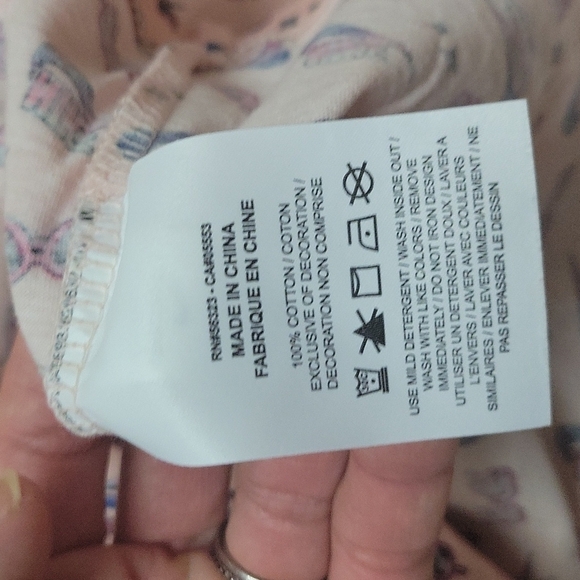 RN#56323 - CA#05553
MADE IN CHINA
FABRIQUE EN CHINE
100% COTTON / COTON
EXCLUSIVE OF DECORATION /
DECORATION NON COMPRISE
30C
USE MILD DETERGENT / WASH INSIDE OUT /
WASH WITH LIKE COLORS / REMOVE
IMMEDIATELY / DO NOT IRON DESIGN
UTILISER UN DETERGENT DOUX / LAVER A
L'ENVERS / LAVER AVEC COULEURS
SIMILAIRES / ENLEVER IMMEDIATEMENT / NE
PAS REPASSER LE DESSIN